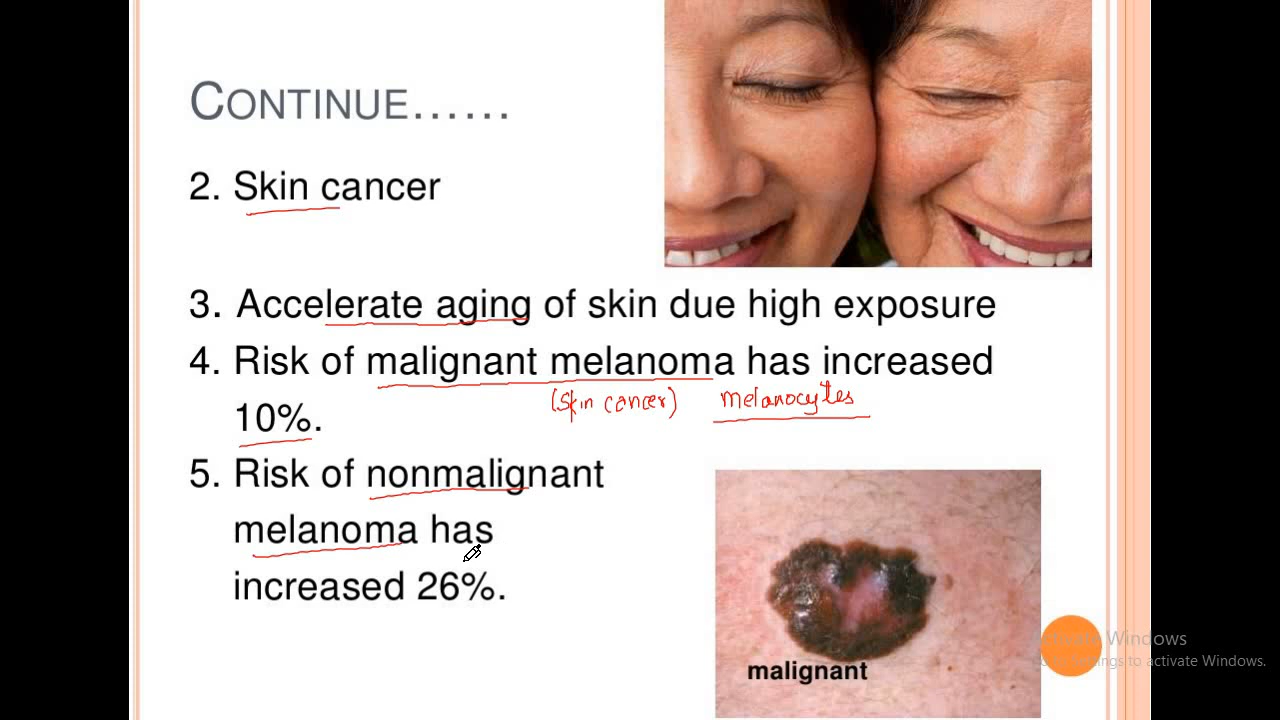 CONTINUE......
2. Skin cancer
3. Accelerate aging of skin due high exposure
4. Risk of malignant melanoma has increased
(Skin cancer) melanocytes
10%.
5. Risk of nonmalignant
melanoma has
increased 26%.
malignant
Activate Windows
Settings to activate Windows.